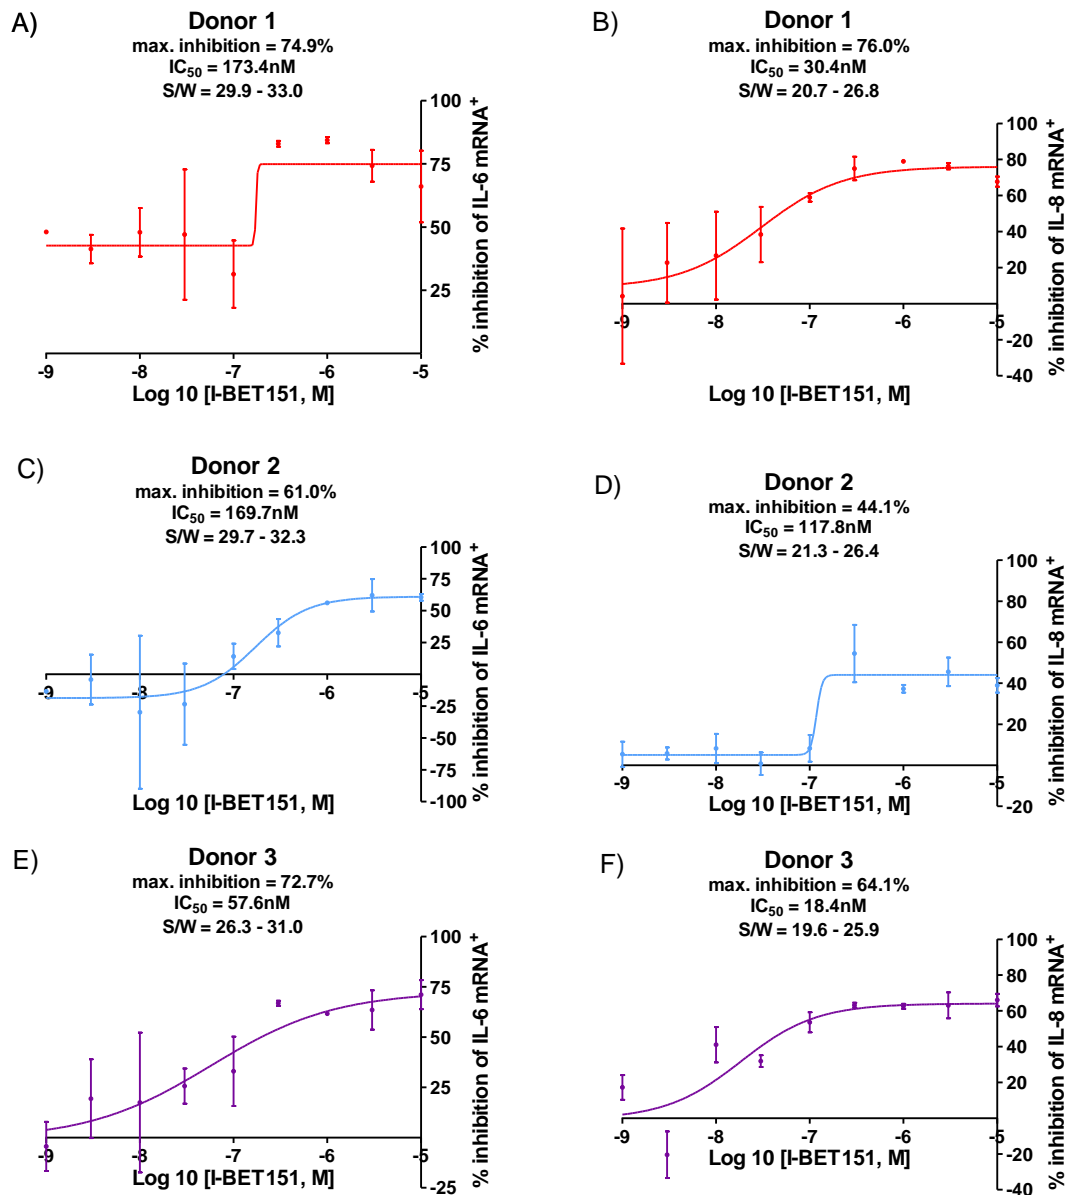 A)
Donor 1
max. inhibition = 74.9%
IC50 = 173.4nM
S/W = 29.9 - 33.0
100
75
50
25
-9
-8
-7
-6
-5
Log 10 [I-BET151, M]
% inhibition of IL-6 mRNA+
B)
Donor 1
max. inhibition = 76.0%
IC50 = 30.4nM
S/W = 20.7 - 26.8
100
80
60
40
20
-20
-40
-9
-8
-7
-6
-5
Log 10 [I-BET151, M]
% inhibition of IL-8 mRNA+
C)
Donor 2
max. inhibition = 61.0%
IC50 = 169.7nM
S/W = 29.7 - 32.3
100
75
50
25
-25
-50
-75
-100
-9
-8
-7
-6
-5
Log 10 [I-BET151, M]
% inhibition of IL-6 mRNA+
D)
Donor 2
max. inhibition = 44.1%
IC50 = 117.8nM
S/W = 21.3 - 26.4
100
80
60
40
20
-20
-9
-8
-7
-6
-5
Log 10 [I-BET151, M]
% inhibition of IL-8 mRNA+
E)
Donor 3
max. inhibition = 72.7%
IC50 = 57.6nM
S/W = 26.3 - 31.0
100
75
50
25
-25
-9
-8
-7
-6
-5
Log 10 [I-BET151, M]
% inhibition of IL-6 mRNA+
F)
Donor 3
max. inhibition = 64.1%
IC50 = 18.4nM
S/W = 19.6 - 25.9
100
80
60
40
20
-20
-40
-9
-8
-7
-6
-5
Log 10 [I-BET151, M]
% inhibition of IL-8 mRNA+